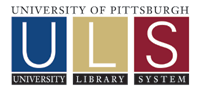 UNIVERSITY OF PITTSBURGH
U L S
UNIVERSITY LIBRARY SYSTEM